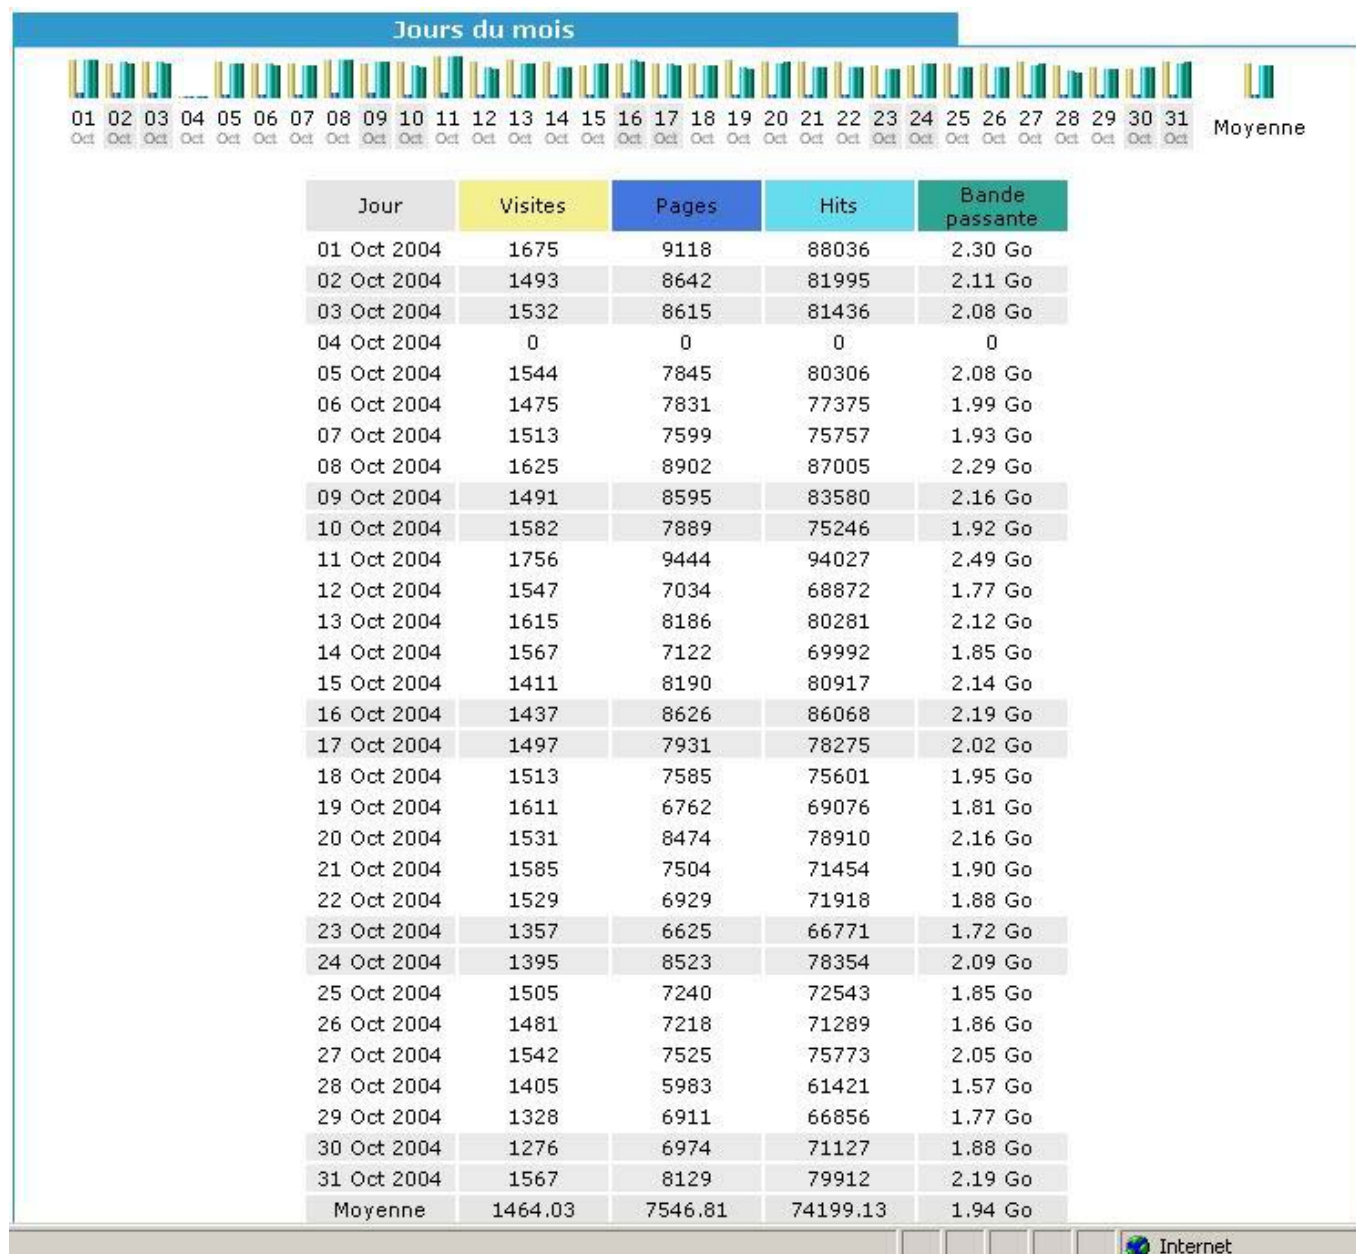 Jours du mois
01 02 03 04 05 06 07 08 09 10 11 12 13 14 15 16 17 18 19 20 21 22 23 24 25 26 27 28 29 30 31
Oct Oct Oct Oct Oct Oct Oct Oct Oct Oct Oct Oct Oct Oct Oct Oct Oct Oct Oct Oct Oct Oct Oct Oct Oct Oct Oct Oct Oct Oct Oct
Moyenne
Jour Visites Pages Hits Bande passante
01 Oct 2004 1675 9118 88036 2.30 Go
02 Oct 2004 1493 8642 81995 2.11 Go
03 Oct 2004 1532 8615 81436 2.08 Go
04 Oct 2004 0 0 0 0
05 Oct 2004 1544 7845 80306 2.08 Go
06 Oct 2004 1475 7831 77375 1.99 Go
07 Oct 2004 1513 7599 75757 1.93 Go
08 Oct 2004 1625 8902 87005 2.29 Go
09 Oct 2004 1491 8595 83580 2.16 Go
10 Oct 2004 1582 7889 75246 1.92 Go
11 Oct 2004 1756 9444 94027 2.49 Go
12 Oct 2004 1547 7034 68872 1.77 Go
13 Oct 2004 1615 8186 80281 2.12 Go
14 Oct 2004 1567 7122 69992 1.85 Go
15 Oct 2004 1411 8190 80917 2.14 Go
16 Oct 2004 1437 8626 86068 2.19 Go
17 Oct 2004 1497 7931 78275 2.02 Go
18 Oct 2004 1513 7585 75601 1.95 Go
19 Oct 2004 1611 6762 69076 1.81 Go
20 Oct 2004 1531 8474 78910 2.16 Go
21 Oct 2004 1585 7504 71454 1.90 Go
22 Oct 2004 1529 6929 71918 1.88 Go
23 Oct 2004 1357 6625 66771 1.72 Go
24 Oct 2004 1395 8523 78354 2.09 Go
25 Oct 2004 1505 7240 72543 1.85 Go
26 Oct 2004 1481 7218 71289 1.86 Go
27 Oct 2004 1542 7525 75773 2.05 Go
28 Oct 2004 1405 5983 61421 1.57 Go
29 Oct 2004 1328 6911 66856 1.77 Go
30 Oct 2004 1276 6974 71127 1.88 Go
31 Oct 2004 1567 8129 79912 2.19 Go
Moyenne 1464.03 7546.81 74199.13 1.94 Go
Internet